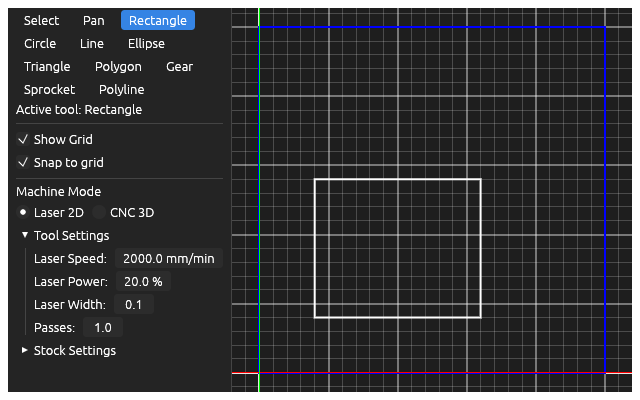 Select Pan Rectangle
Circle Line Ellipse
Triangle Polygon Gear
Sprocket Polyline
Active tool: Rectangle
Show Grid
Snap to grid
Machine Mode
Laser 2D CNC 3D
Tool Settings
Laser Speed: 2000.0 mm/min
Laser Power: 20.0 %
Laser Width: 0.1
Passes: 1.0
Stock Settings